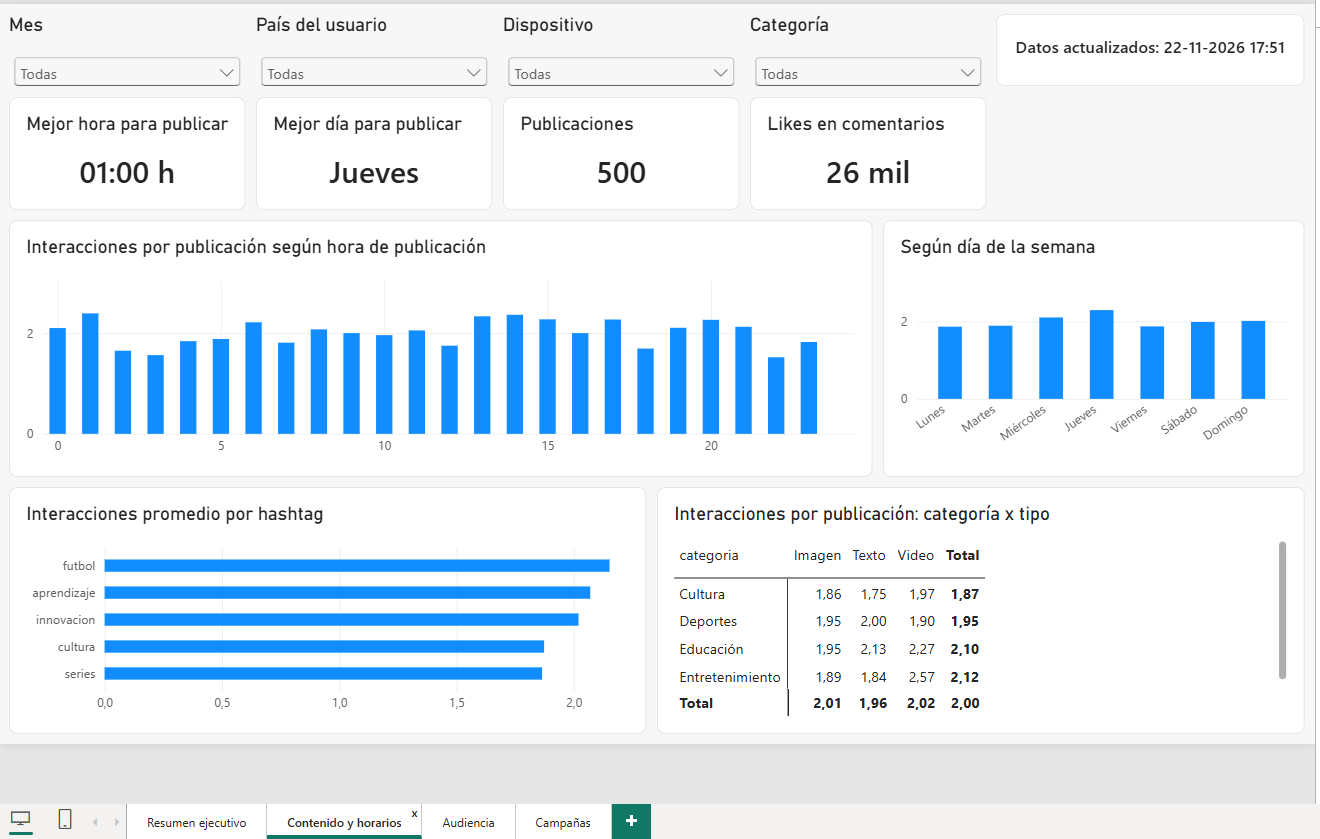 Mes País del usuario Dispositivo Categoría
Datos actualizados: 22-11-2026 17:51
Todas Todas Todas Todas
Mejor hora para publicar Mejor día para publicar Publicaciones Likes en comentarios
01:00 h Jueves 500 26 mil
Interacciones por publicación según hora de publicación
2
0
0 5 10 15 20
Según día de la semana
2
0
Lunes Martes Miércoles Jueves Viernes Sábado Domingo
Interacciones promedio por hashtag
futbol
aprendizaje
innovacion
cultura
series
0,0 0,5 1,0 1,5 2,0
Interacciones por publicación: categoría x tipo
categoria Imagen Texto Video Total
Cultura 1,86 1,75 1,97 1,87
Deportes 1,95 2,00 1,90 1,95
Educación 1,95 2,13 2,27 2,10
Entretenimiento 1,89 1,84 2,57 2,12
Total 2,01 1,96 2,02 2,00
Resumen ejecutivo Contenido y horarios x Audiencia Campañas +